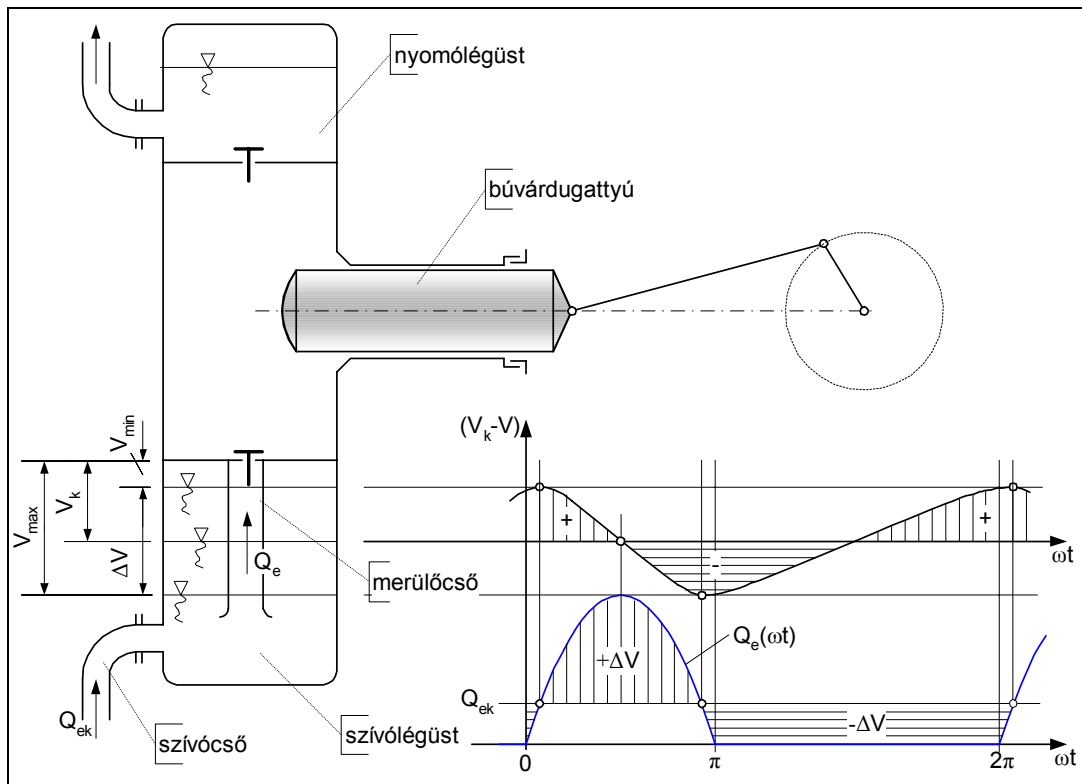 nyomólégüst
búvárdugattyú
V_min
V_k
V_max
ΔV
Q_e
merülőcső
Q_ek
szívócső
szívólégüst
(V_k-V)
+
-
+
ωt
Q_e(ωt)
+ΔV
Q_ek
-ΔV
0
π
2π
ωt